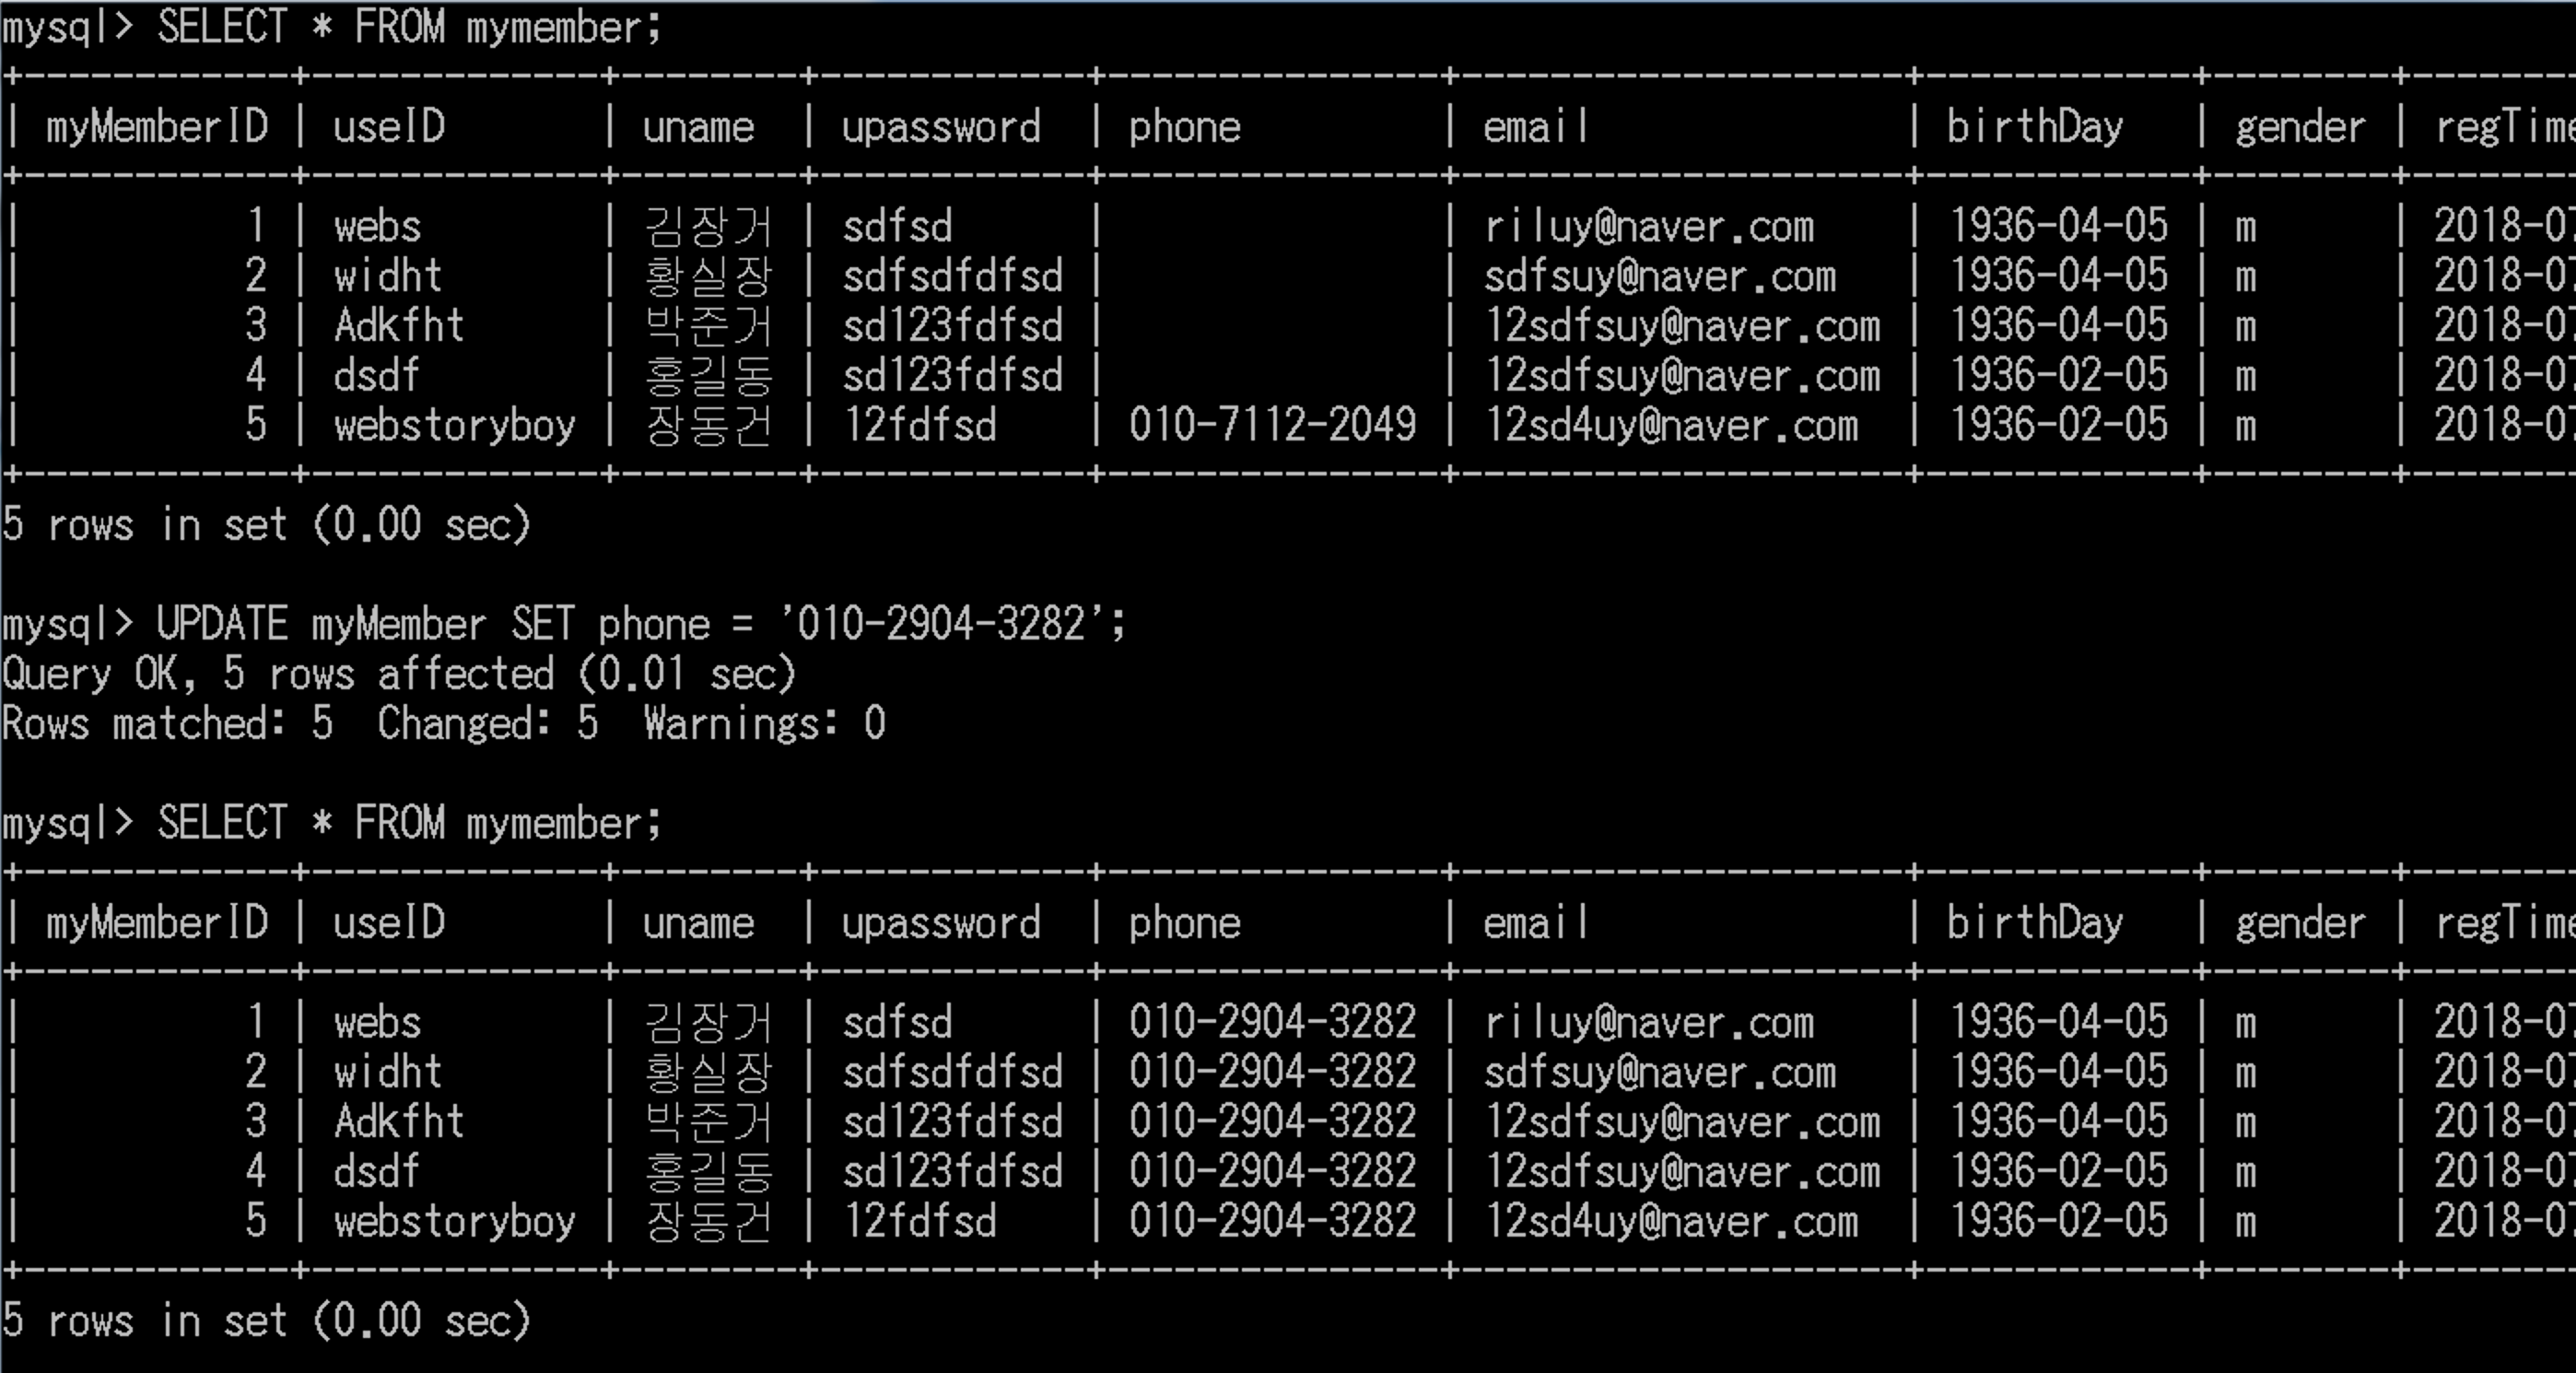 mysql> SELECT * FROM mymember;
+------------+-------------+--------+-----------+---------------+-------------------+------------+--------+-------
| myMemberID | useID | uname | upassword | phone | email | birthDay | gender | regTime
+------------+-------------+--------+-----------+---------------+-------------------+------------+--------+-------
| 1 | webs | 김장거 | sdfsd | | riluy@naver.com | 1936-04-05 | m | 2018-07
| 2 | widht | 황실장 | sdfsdfdfsd | | sdfsuy@naver.com | 1936-04-05 | m | 2018-07
| 3 | Adkfht | 박준거 | sd123fdfsd | | 12sdfsuy@naver.com | 1936-04-05 | m | 2018-07
| 4 | dsdf | 홍길동 | sd123fdfsd | | 12sdfsuy@naver.com | 1936-02-05 | m | 2018-07
| 5 | webstoryboy | 장동건 | 12fdfsd | 010-7112-2049 | 12sd4uy@naver.com | 1936-02-05 | m | 2018-07
+------------+-------------+--------+-----------+---------------+-------------------+------------+--------+-------
5 rows in set (0.00 sec)
mysql> UPDATE myMember SET phone = '010-2904-3282';
Query OK, 5 rows affected (0.01 sec)
Rows matched: 5  Changed: 5  Warnings: 0
mysql> SELECT * FROM mymember;
+------------+-------------+--------+-----------+---------------+-------------------+------------+--------+-------
| myMemberID | useID | uname | upassword | phone | email | birthDay | gender | regTime
+------------+-------------+--------+-----------+---------------+-------------------+------------+--------+-------
| 1 | webs | 김장거 | sdfsd | 010-2904-3282 | riluy@naver.com | 1936-04-05 | m | 2018-07
| 2 | widht | 황실장 | sdfsdfdfsd | 010-2904-3282 | sdfsuy@naver.com | 1936-04-05 | m | 2018-07
| 3 | Adkfht | 박준거 | sd123fdfsd | 010-2904-3282 | 12sdfsuy@naver.com | 1936-04-05 | m | 2018-07
| 4 | dsdf | 홍길동 | sd123fdfsd | 010-2904-3282 | 12sdfsuy@naver.com | 1936-02-05 | m | 2018-07
| 5 | webstoryboy | 장동건 | 12fdfsd | 010-2904-3282 | 12sd4uy@naver.com | 1936-02-05 | m | 2018-07
+------------+-------------+--------+-----------+---------------+-------------------+------------+--------+-------
5 rows in set (0.00 sec)